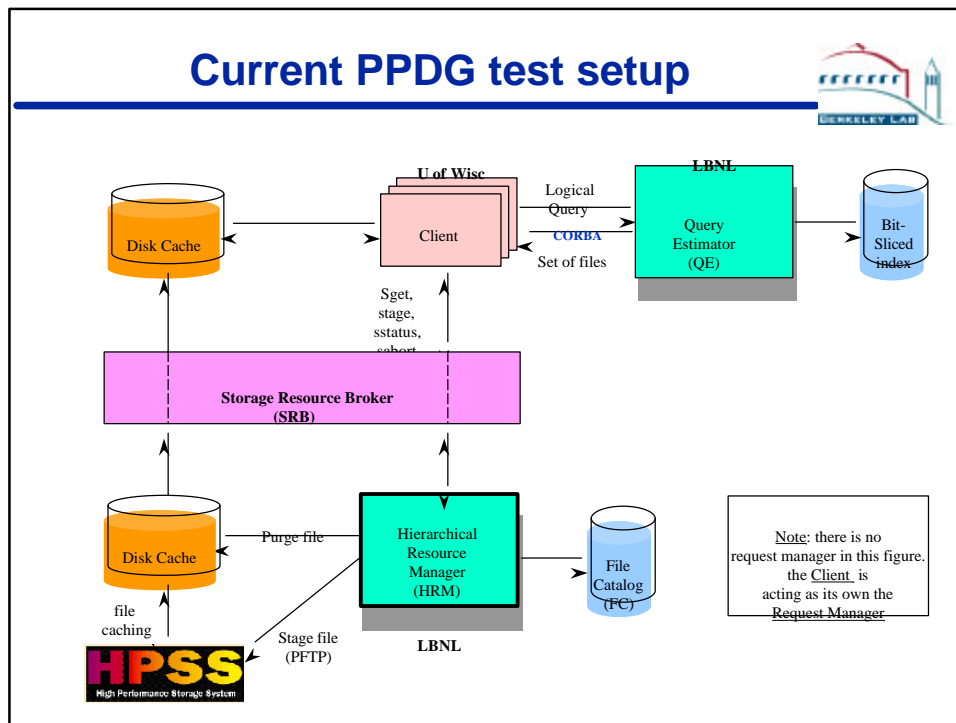 Current PPDG test setup
BERKELEY LAB
U of Wisc
LBNL
Disk Cache
Client
Logical
Query
CORBA
Set of files
Query
Estimator
(QE)
Bit-
Sliced
index
Sget,
stage,
sstatus,
sabort
Storage Resource Broker
(SRB)
Disk Cache
Purge file
Hierarchical
Resource
Manager
(HRM)
File
Catalog
(FC)
Note: there is no
request manager in this figure.
the Client is
acting as its own the
Request Manager
file
caching
Stage file
(PFTP)
LBNL
HPSS
High Performance Storage System